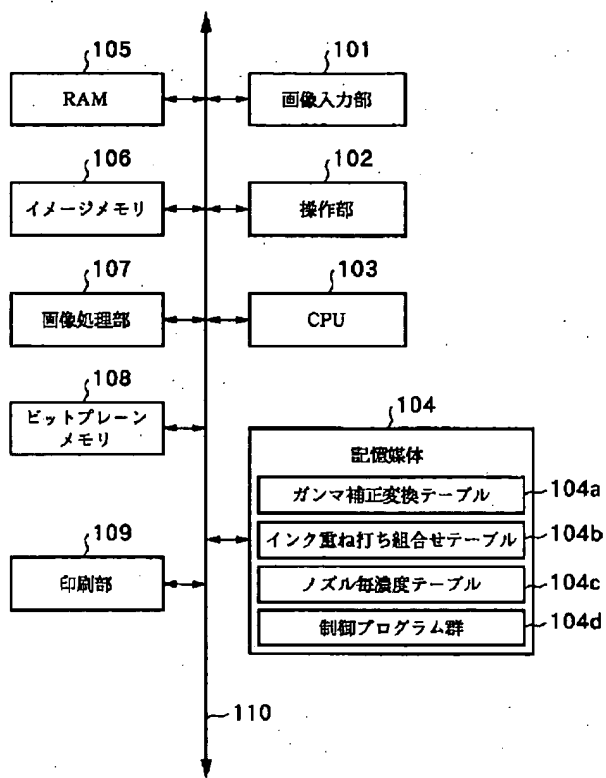 105
RAM
101
画像入力部
106
イメージメモリ
102
操作部
107
画像処理部
103
CPU
108
ビットプレーン
メモリ
104
記憶媒体
ガンマ補正変換テーブル
104a
インク重ね打ち組合せテーブル
104b
ノズル毎濃度テーブル
104c
制御プログラム群
104d
109
印刷部
110